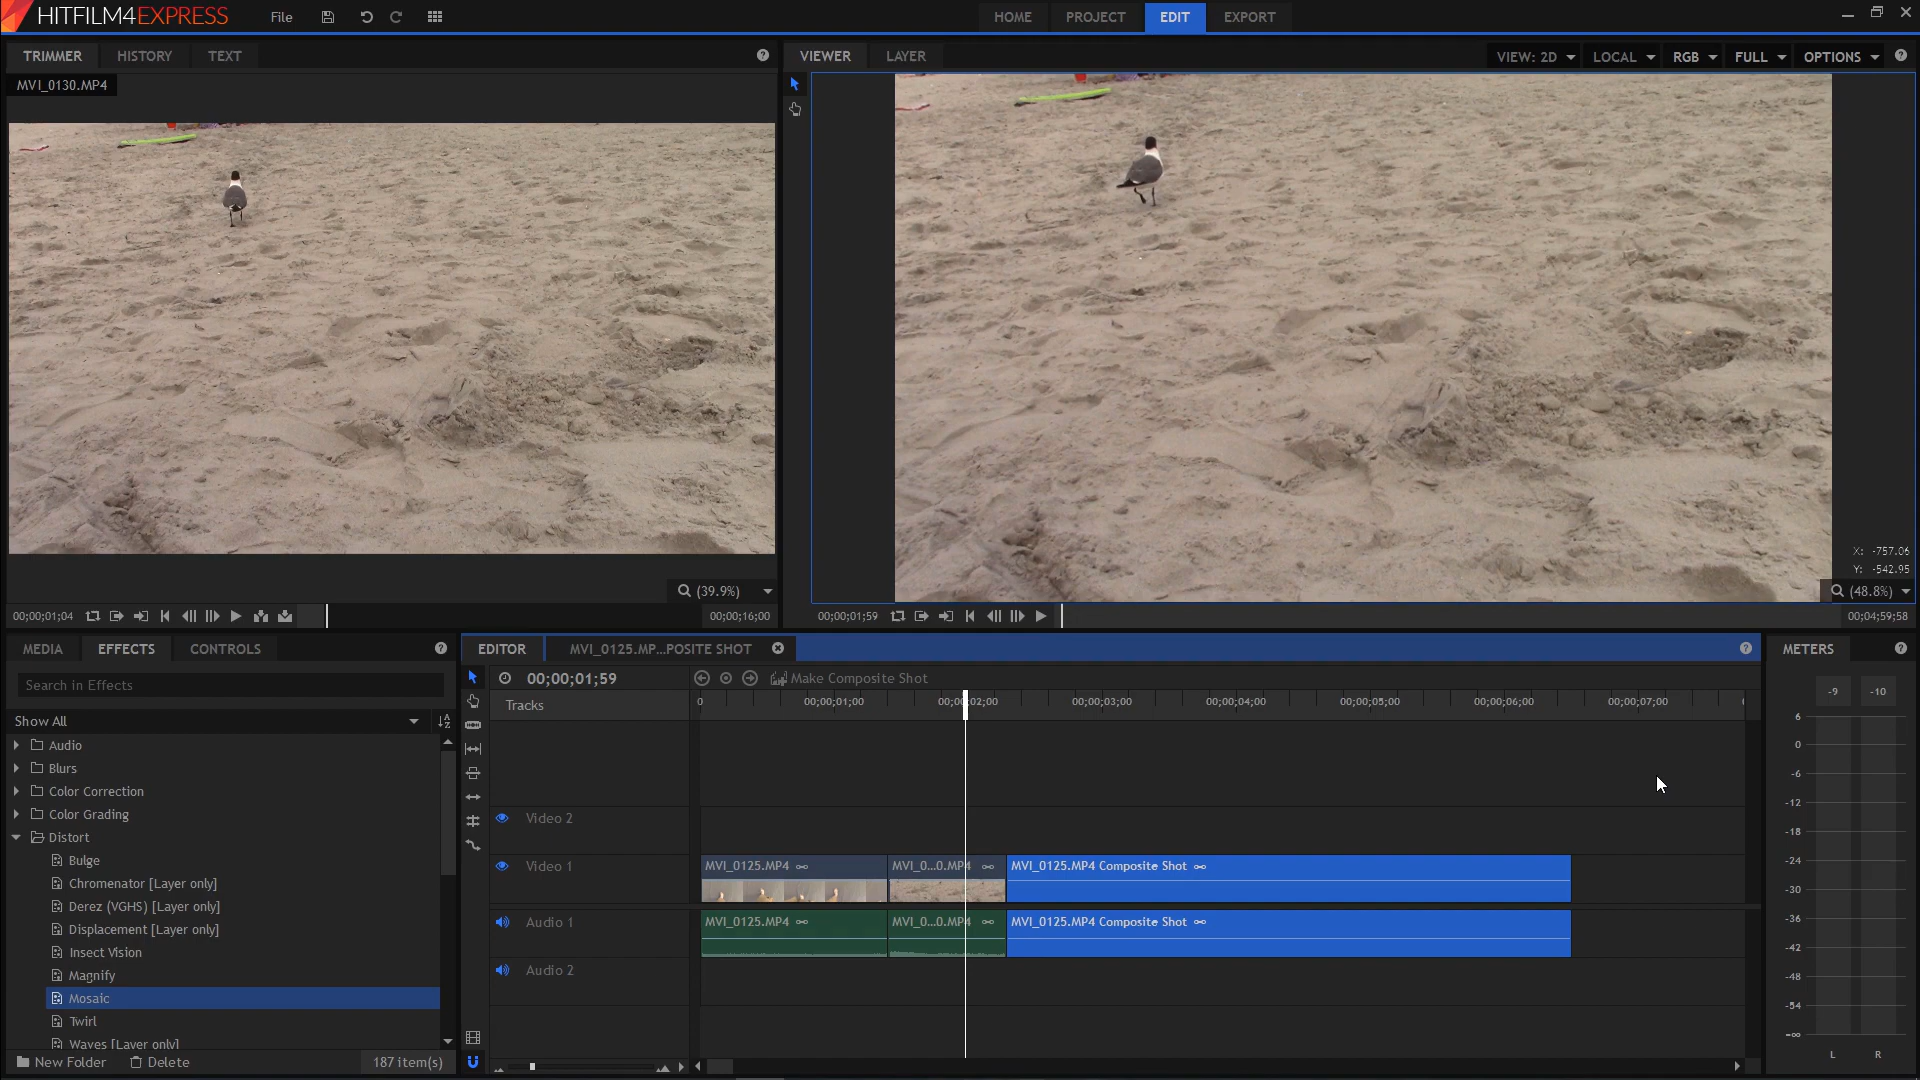 HITFILM4EXPRESS File HOME PROJECT EDIT EXPORT
TRIMMER HISTORY TEXT
MVI_0130.MP4
(39.9%)
00;00;01;04 00;00;16;00
VIEWER LAYER VIEW: 2D LOCAL RGB FULL OPTIONS
X: -757.06
Y: -542.95
(48.8%)
00;00;01;59 00;04;59;58
MEDIA EFFECTS CONTROLS
Search in Effects
Show All
Audio
Blurs
Color Correction
Color Grading
Distort
Bulge
Chromenator [Layer only]
Derez (VGHS) [Layer only]
Displacement [Layer only]
Insect Vision
Magnify
Mosaic
Twirl
Waves [Layer only]
New Folder Delete 187 item(s)
EDITOR MVI_0125.MP...POSITE SHOT
00;00;01;59 Make Composite Shot
Tracks 0 00;00;01;00 00;00;02;00 00;00;03;00 00;00;04;00 00;00;05;00 00;00;06;00 00;00;07;00
Video 2
Video 1 MVI_0125.MP4 MVI_0...0.MP4 MVI_0125.MP4 Composite Shot
Audio 1 MVI_0125.MP4 MVI_0...0.MP4 MVI_0125.MP4 Composite Shot
Audio 2
METERS
-9 -10
6
0
-6
-12
-18
-24
-30
-36
-42
-48
-54
-∞
L R